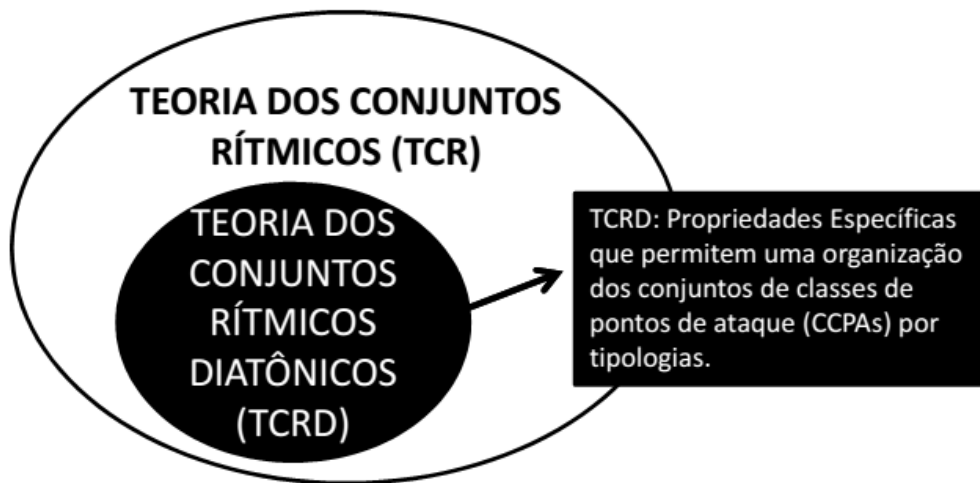 TEORIA DOS CONJUNTOS
RÍTMICOS (TCR)
TEORIA DOS
CONJUNTOS
RÍTMICOS
DIATÔNICOS
(TCRD)
TCRD: Propriedades Específicas
que permitem uma organização
dos conjuntos de classes de
pontos de ataque (CCPAs) por
tipologias.